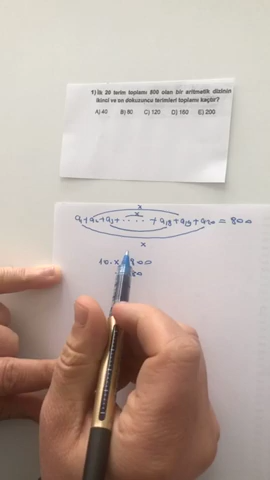 1) İlk 20 terim toplamı 800 olan bir aritmetik dizinin
ikinci ve on dokuzuncu terimleri toplamı kaçtır?
A) 40 B) 80 C) 120 D) 160 E) 200
x
x
a1+a2+a3+ . . . . . +a18+a19+a20 = 800
x
10.x 800
80